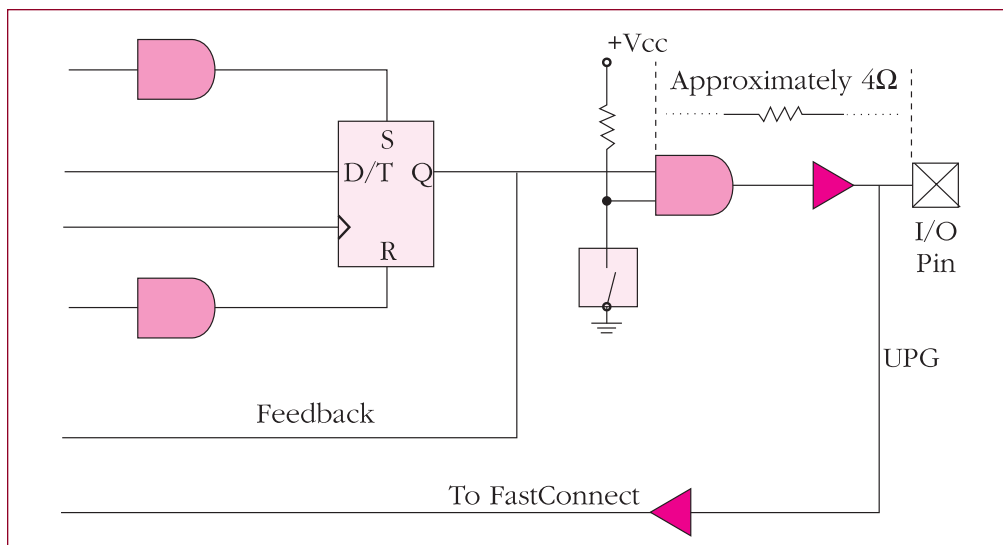 +Vcc
Approximately 4Ω
S
D/T Q
R
I/O
Pin
UPG
Feedback
To FastConnect